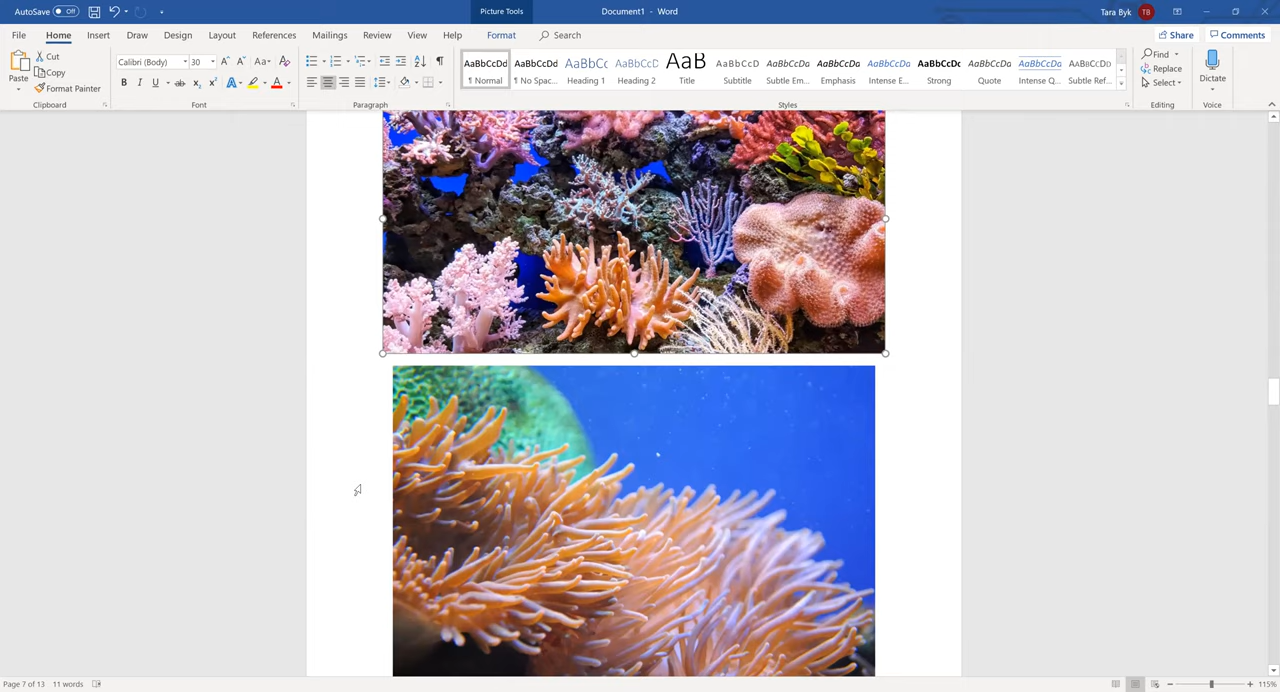 AutoSave Off
Document1 - Word
Picture Tools
Tara Byk TB
File Home Insert Draw Design Layout References Mailings Review View Help Format Search
Share Comments
Paste
Cut
Copy
Format Painter
Clipboard
Calibri (Body) 30
Font
Paragraph
AaBbCcDd AaBbCcDd AaBbCc AaBbCcD AaB AaBbCcD AaBbCcDd AaBbCcDd AaBbCcDd AaBbCcDc AaBbCcDd AaBbCcDd AaBbCcDd
¶ Normal ¶ No Spac... Heading 1 Heading 2 Title Subtitle Subtle Em... Emphasis Intense E... Strong Quote Intense Q... Subtle Ref...
Styles
Find
Replace
Select
Editing
Dictate
Voice
Page 7 of 13 11 words
115%